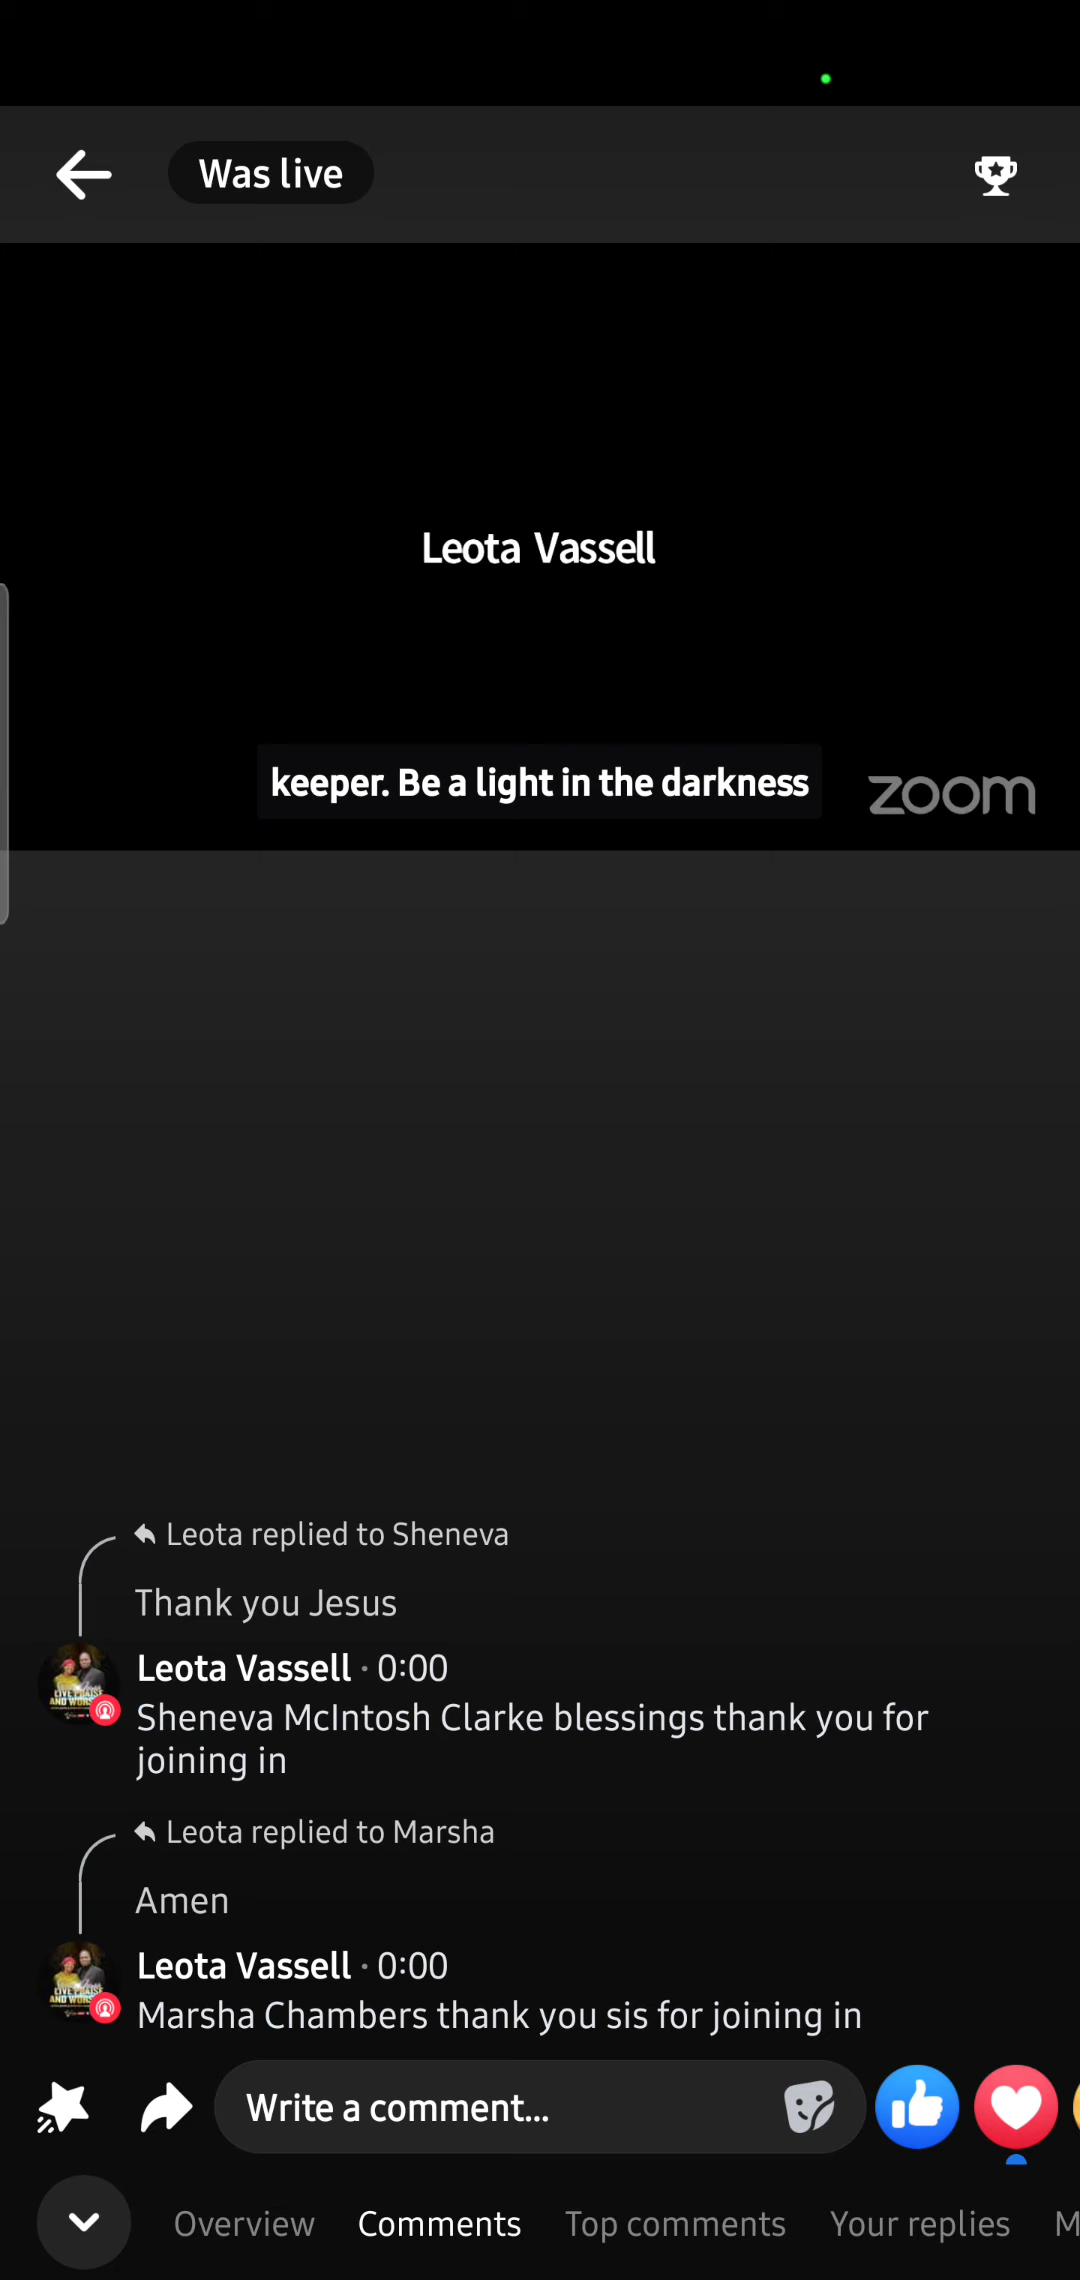 Was live
Leota Vassell
keeper. Be a light in the darkness
zoom
Leota replied to Sheneva
Thank you Jesus
Leota Vassell · 0:00
Sheneva McIntosh Clarke blessings thank you for
joining in
Leota replied to Marsha
Amen
Leota Vassell · 0:00
Marsha Chambers thank you sis for joining in
Write a comment...
Overview Comments Top comments Your replies M